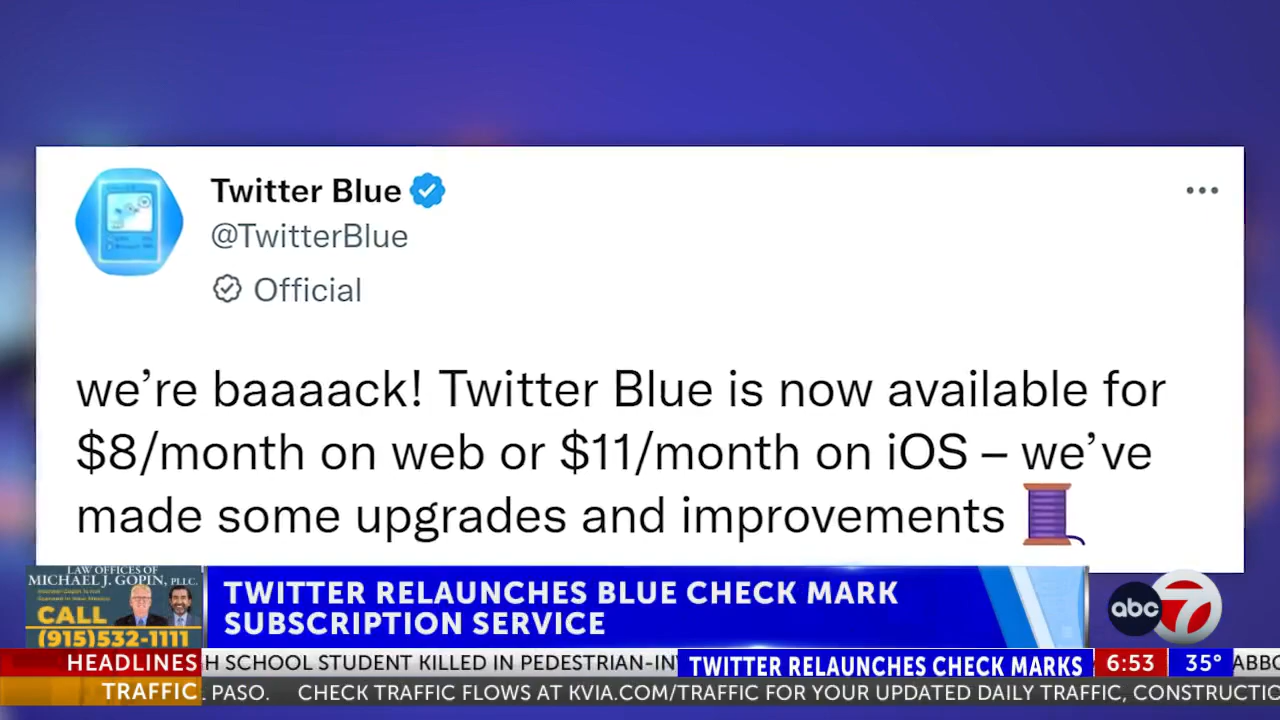 Twitter Blue
@TwitterBlue
Official
we’re baaaack! Twitter Blue is now available for
$8/month on web or $11/month on iOS – we’ve
made some upgrades and improvements
LAW OFFICES OF
MICHAEL J. GOPIN, PLLC.
CALL
(915)532-1111
TWITTER RELAUNCHES BLUE CHECK MARK
SUBSCRIPTION SERVICE
abc 7
HEADLINES H SCHOOL STUDENT KILLED IN PEDESTRIAN-IN TWITTER RELAUNCHES CHECK MARKS 6:53 35° ABBO
TRAFFIC . PASO. CHECK TRAFFIC FLOWS AT KVIA.COM/TRAFFIC FOR YOUR UPDATED DAILY TRAFFIC, CONSTRUCTIO